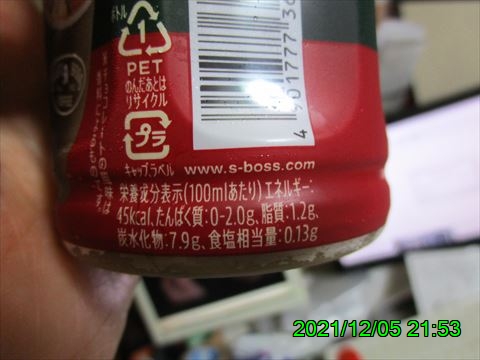 ボトル
1
PET
のんだあとは
リサイクル
プラ
キャップ ラベル
www.s-boss.com
栄養成分表示(100mlあたり) エネルギー:
45kcal、たんぱく質:0-2.0g、脂質:1.2g、
炭水化物:7.9g、食塩相当量:0.13g
2021/12/05 21:53